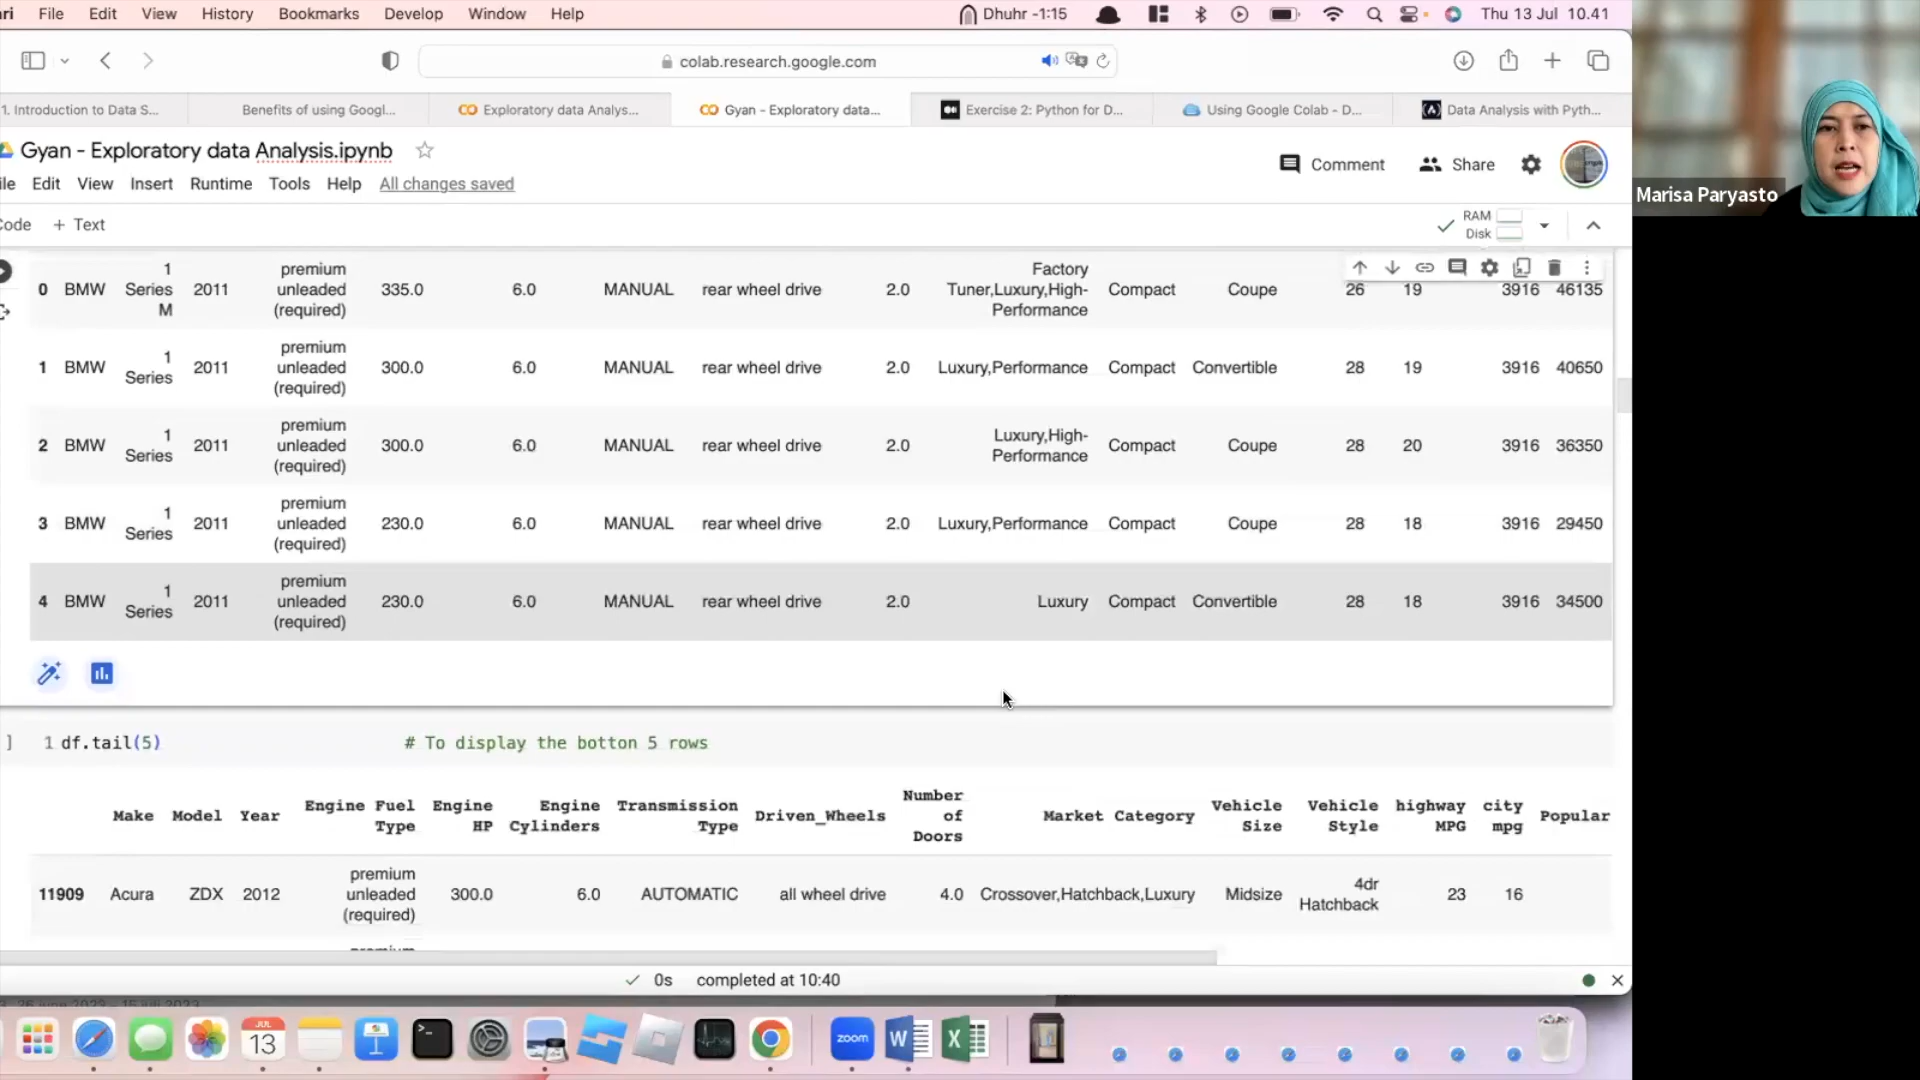 ri File Edit View History Bookmarks Develop Window Help Dhuhr -1:15 Thu 13 Jul 10.41
colab.research.google.com
1. Introduction to Data S... Benefits of using Googl... Exploratory data Analys... Gyan - Exploratory data... Exercise 2: Python for D... Using Google Colab - D... Data Analysis with Pyth...
Gyan - Exploratory data Analysis.ipynb
Comment Share
ile Edit View Insert Runtime Tools Help All changes saved
Marisa Paryasto
Code + Text
RAM
Disk
0 BMW 1 Series M 2011 premium unleaded (required) 335.0 6.0 MANUAL rear wheel drive 2.0 Factory Tuner,Luxury,High-Performance Compact Coupe 26 19 3916 46135
1 BMW 1 Series 2011 premium unleaded (required) 300.0 6.0 MANUAL rear wheel drive 2.0 Luxury,Performance Compact Convertible 28 19 3916 40650
2 BMW 1 Series 2011 premium unleaded (required) 300.0 6.0 MANUAL rear wheel drive 2.0 Luxury,High-Performance Compact Coupe 28 20 3916 36350
3 BMW 1 Series 2011 premium unleaded (required) 230.0 6.0 MANUAL rear wheel drive 2.0 Luxury,Performance Compact Coupe 28 18 3916 29450
4 BMW 1 Series 2011 premium unleaded (required) 230.0 6.0 MANUAL rear wheel drive 2.0 Luxury Compact Convertible 28 18 3916 34500
] 1 df.tail(5) # To display the botton 5 rows
Make Model Year Engine Fuel Type Engine HP Engine Cylinders Transmission Type Driven_Wheels Number of Doors Market Category Vehicle Size Vehicle Style highway MPG city mpg Popular
11909 Acura ZDX 2012 premium unleaded (required) 300.0 6.0 AUTOMATIC all wheel drive 4.0 Crossover,Hatchback,Luxury Midsize 4dr Hatchback 23 16
premium
0s completed at 10:40
JUL
13
zoom